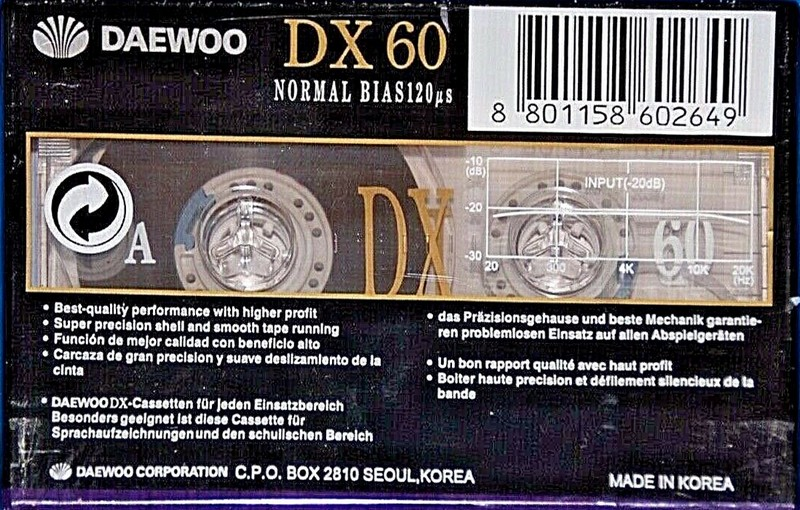 DAEWOO
DX 60
NORMAL BIAS120µs
8 801158 602649
A
DX
60
-10
(dB)
INPUT(-20dB)
-20
-30
20
300
4K
10K
20K
(Hz)
• Best-quality performance with higher profit
• Super precision shell and smooth tape running
• Función de mejor calidad con beneficio alto
• Carcaza de gran precision y suave deslizamiento de la
cinta
• DAEWOO DX-Cassetten für jeden Einsatzbereich
Besonders geeignet ist diese Cassette für
Sprachaufzeichnungen und den schulischen Bereich
• das Präzisionsgehause und beste Mechanik garantie-
ren problemlosen Einsatz auf allen Abspielgeräten
• Un bon rapport qualité avec haut profit
• Boiter haute precision et défilement silencieux de la
bande
DAEWOO CORPORATION C.P.O. BOX 2810 SEOUL,KOREA
MADE IN KOREA